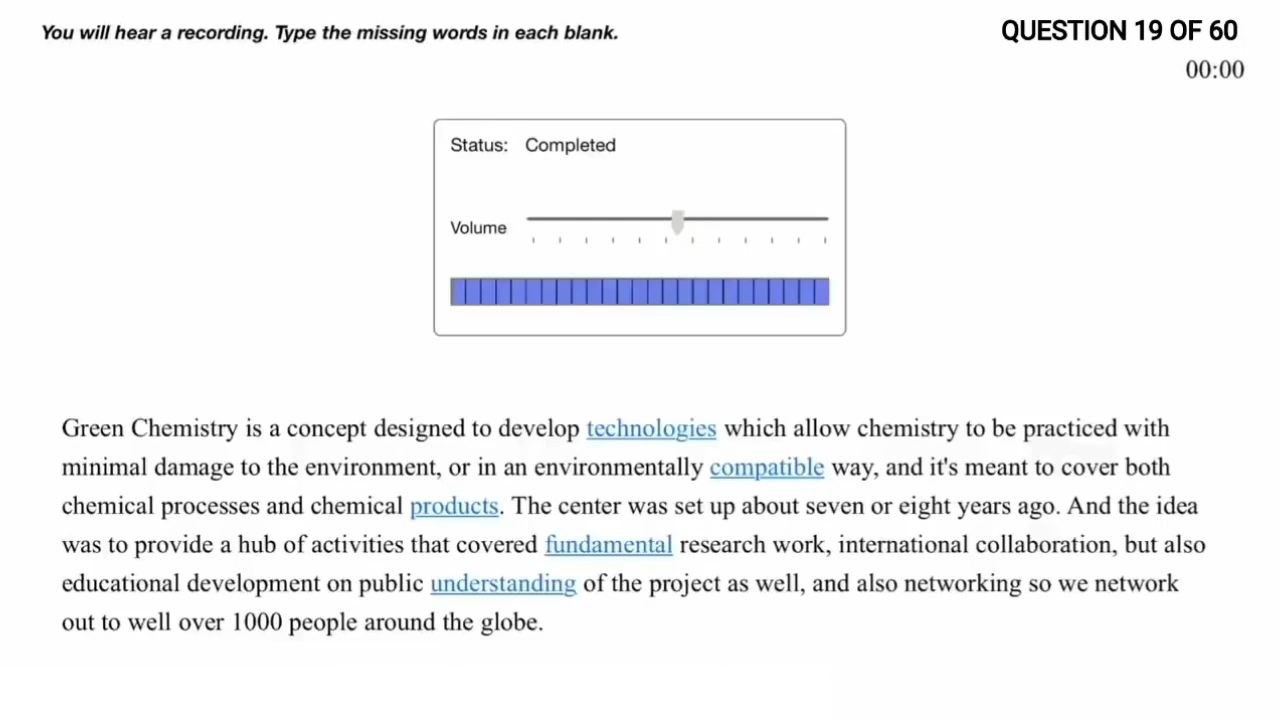 You will hear a recording. Type the missing words in each blank.
QUESTION 19 OF 60
00:00
Status: Completed
Volume
Green Chemistry is a concept designed to develop technologies which allow chemistry to be practiced with
minimal damage to the environment, or in an environmentally compatible way, and it's meant to cover both
chemical processes and chemical products. The center was set up about seven or eight years ago. And the idea
was to provide a hub of activities that covered fundamental research work, international collaboration, but also
educational development on public understanding of the project as well, and also networking so we network
out to well over 1000 people around the globe.